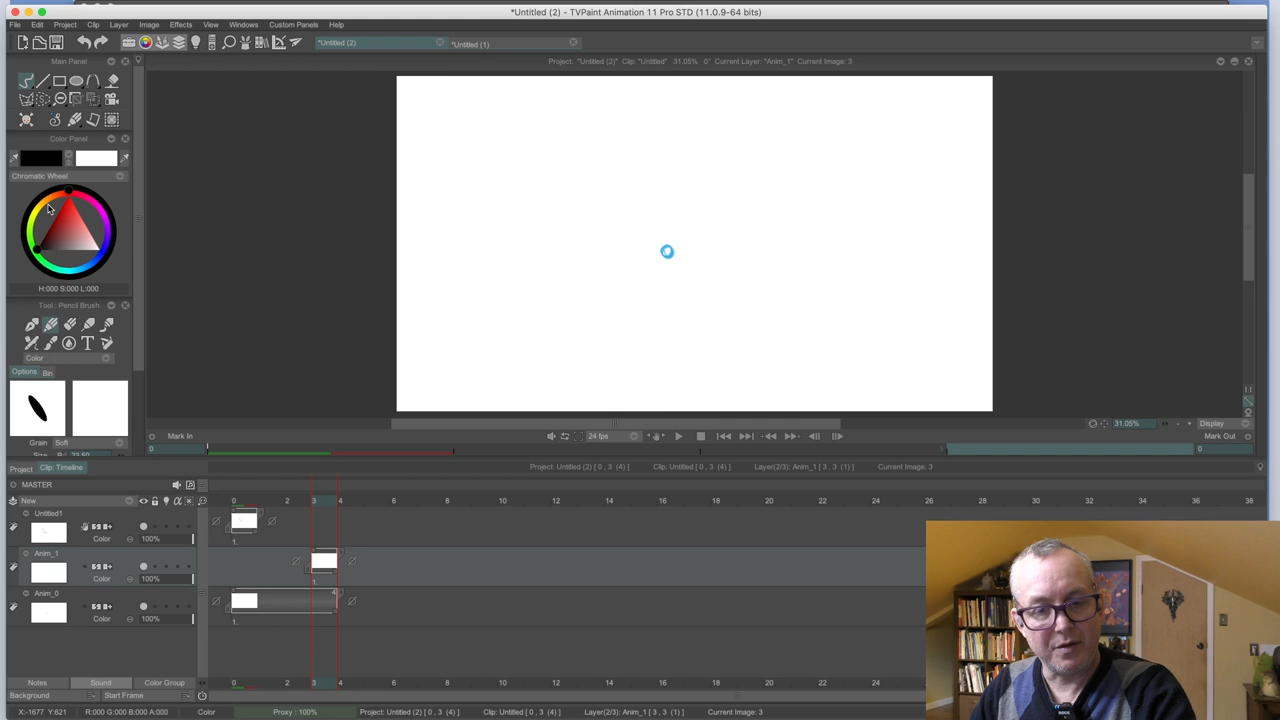 *Untitled (2) - TVPaint Animation 11 Pro STD (11.0.9-64 bits)
File Edit Project Clip Layer Image Effects View Windows Custom Panels Help
*Untitled (2) *Untitled (1)
Main Panel
Project: "Untitled (2)" Clip: "Untitled" 31.05% 0° Current Layer: "Anim_1" Current Image: 3
Color Panel
Chromatic Wheel
H:000 S:000 L:000
Tool : Pencil Brush
Color
Options Bin
Grain Soft
Size
31.05% Display
Mark In 24 fps Mark Out
0 0
Project Clip: Timeline Project: Untitled (2) [ 0 , 3 (4) ] Clip: Untitled [ 0 , 3 (4) ] Layer(2/3): Anim_1 [ 3 , 3 (1) ] Current Image: 3
MASTER
New 0 2 3 4 6 8 10 12 14 16 18 20 22 24 26 28 30 32 34 36 38
Untitled1
Color 100% 1.
Anim_1
Color 100% 1.
Anim_0 4
Color 100% 1.
Notes Sound Color Group 0 2 3 4 6 8 10 12 14 16 18 20 22 24
Background Start Frame
X:-1677 Y:621 R:000 G:000 B:000 A:000 Color Proxy : 100% Project: Untitled (2) [ 0 , 3 (4) ] Clip: Untitled [ 0 , 3 (4) ] Layer(2/3): Anim_1 [ 3 , 3 (1) ] Current Image: 3